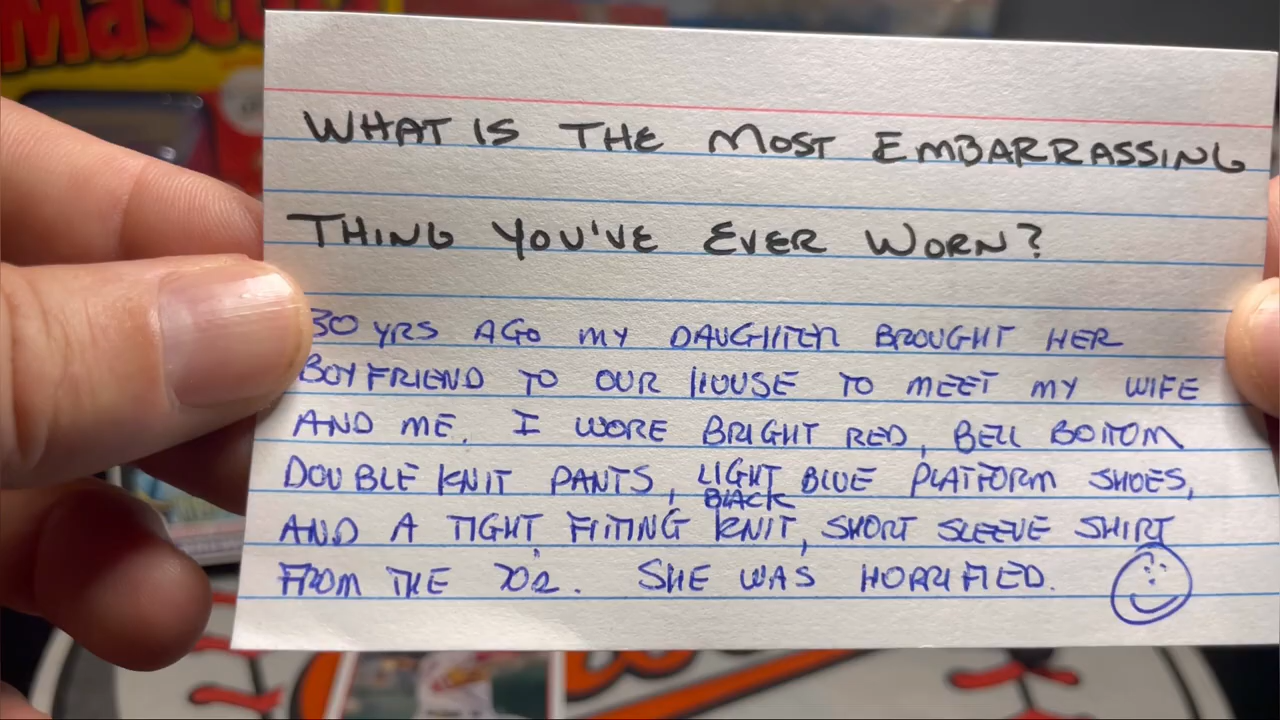 Master
WHAT IS THE MOST EMBARRASSING
THING YOU'VE EVER WORN?
30 YRS AGO MY DAUGHTER BROUGHT HER
BOYFRIEND TO OUR HOUSE TO MEET MY WIFE
AND ME. I WORE BRIGHT RED, BELL BOTTOM
DOUBLE KNIT PANTS, LIGHT BLUE PLATFORM SHOES,
BLACK
AND A TIGHT FITTING KNIT, SHORT SLEEVE SHIRT
FROM THE '70s. SHE WAS HORRIFIED.